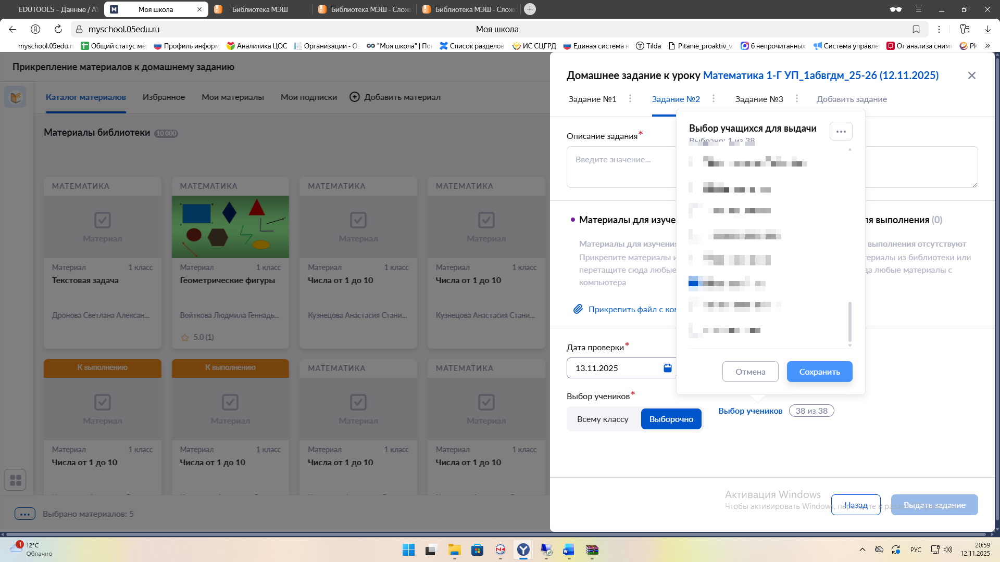 EDUTOOLS – Данные / А
Моя школа
Библиотека МЭШ
Библиотека МЭШ - Слож
Библиотека МЭШ - Слож
myschool.05edu.ru
Моя школа
myschool.05edu.r
Общий статус ме
Профиль информ
Аналитика ЦОС
Организации - О
"Моя школа" | По
Список разделов
ИС СЦГРД
Единая система н
Tilda
Pitanie_proaktiv_v
6 непрочитанных
Система управле
От анализа сним
РК
Прикрепление материалов к домашнему заданию
Каталог материалов
Избранное
Мои материалы
Мои подписки
Добавить материал
Материалы библиотеки 10 000
МАТЕМАТИКА
МАТЕМАТИКА
МАТЕМАТИКА
МАТЕМАТИКА
Материал
Материал
Материал
Материал 1 класс
Материал 1 класс
Материал 1 класс
Материал 1 класс
Текстовая задача
Геометрические фигуры
Числа от 1 до 10
Числа от 1 до 10
Дронова Светлана Алексан...
Войткова Людмила Геннадь...
Кузнецова Анастасия Стани...
Кузнецова Анастасия Стани...
5.0 (1)
К выполнению
К выполнению
МАТЕМАТИКА
МАТЕМАТИКА
Материал
Материал
Материал
Материал
Материал 1 класс
Материал 1 класс
Материал 1 класс
Материал 1 класс
Числа от 1 до 10
Числа от 1 до 10
Числа от 1 до 10
Числа от 1 до 10
Выбрано материалов: 5
Домашнее задание к уроку Математика 1-Г УП_1абвгдм_25-26 (12.11.2025)
Задание №1
Задание №2
Задание №3
Добавить задание
Описание задания*
Введите значение...
Выбор учащихся для выдачи
Выбрано: 1 из 38
Материалы для изуче
ля выполнения (0)
Материалы для изучения
выполнения отсутствуют
Прикрепите материалы и
териалы из библиотеки или
перетащите сюда любые
да любые материалы с
компьютера
Прикрепить файл с ком
Отмена
Сохранить
Дата проверки*
13.11.2025
Выбор учеников*
Всему классу
Выборочно
Выбор учеников
38 из 38
Активация Windows
Чтобы активировать Windows, перейдите в разде
Назад
Выдать задание
1
12°C
Облачно
РУС
20:59
12.11.2025